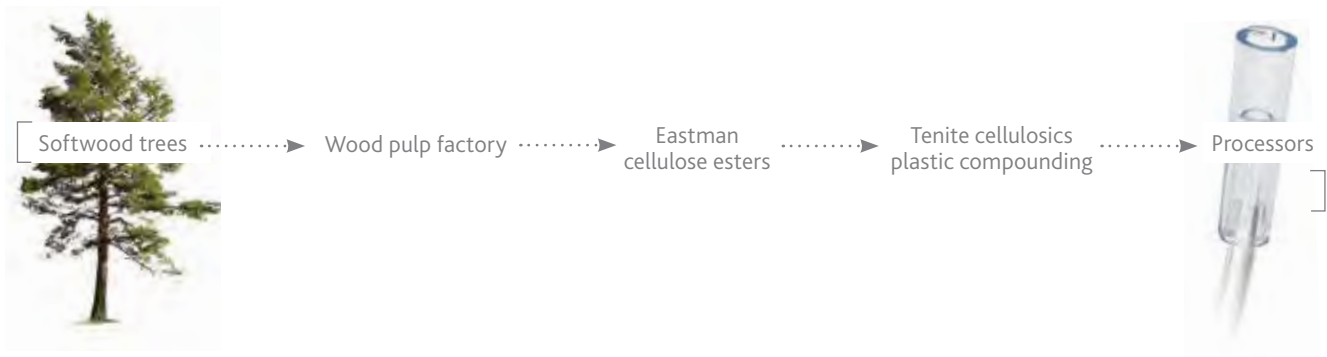 Softwood trees
Wood pulp factory
Eastman
cellulose esters
Tenite cellulosics
plastic compounding
Processors